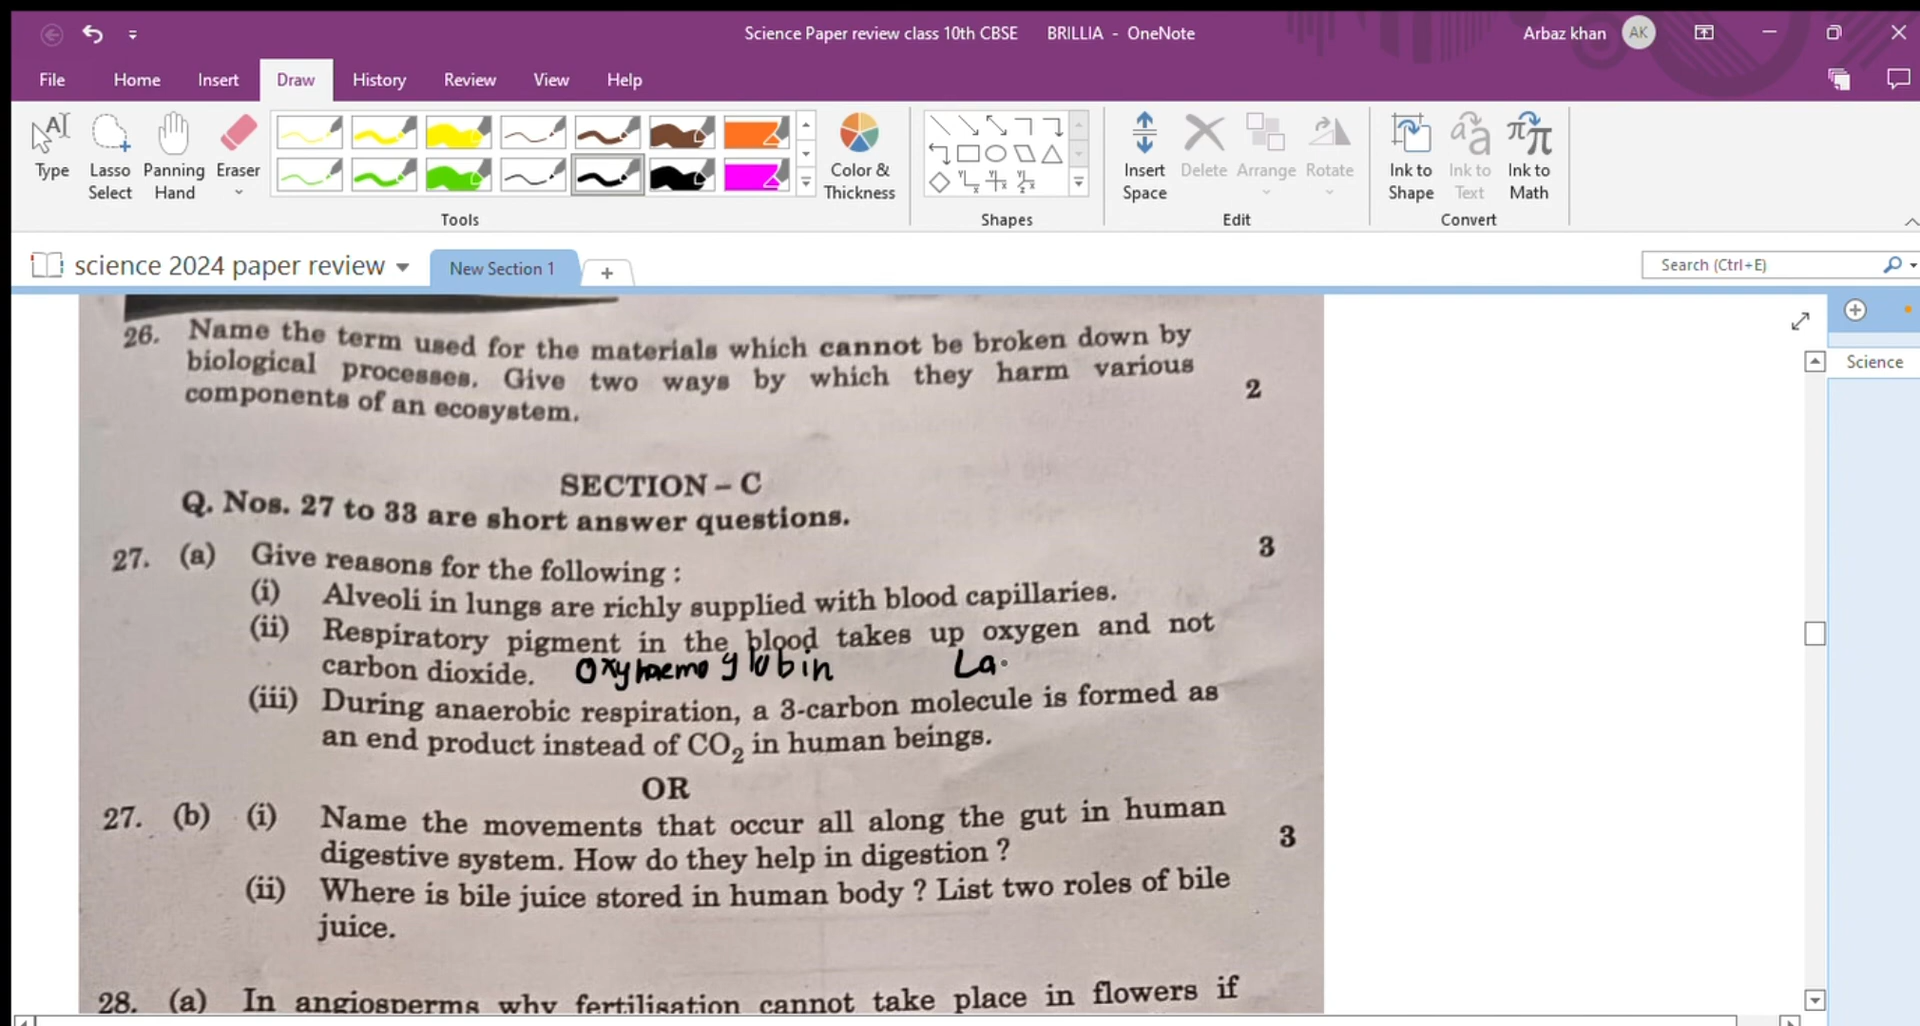 Science Paper review class 10th CBSE BRILLIA - OneNote
Arbaz khan AK
File Home Insert Draw History Review View Help
Type
Lasso Select
Panning Hand
Eraser
Color & Thickness
Insert Space
Delete
Arrange
Rotate
Ink to Shape
Ink to Text
Ink to Math
Tools Shapes Edit Convert
science 2024 paper review New Section 1
Search (Ctrl+E)
Science
26. Name the term used for the materials which cannot be broken down by
biological processes. Give two ways by which they harm various
components of an ecosystem. 2
SECTION – C
Q. Nos. 27 to 33 are short answer questions.
27. (a) Give reasons for the following : 3
(i) Alveoli in lungs are richly supplied with blood capillaries.
(ii) Respiratory pigment in the blood takes up oxygen and not
carbon dioxide. Oxyhaemoglobin La
(iii) During anaerobic respiration, a 3-carbon molecule is formed as
an end product instead of CO₂ in human beings.
OR
27. (b) (i) Name the movements that occur all along the gut in human
digestive system. How do they help in digestion ? 3
(ii) Where is bile juice stored in human body ? List two roles of bile
juice.
28. (a) In angiosperms why fertilisation cannot take place in flowers if